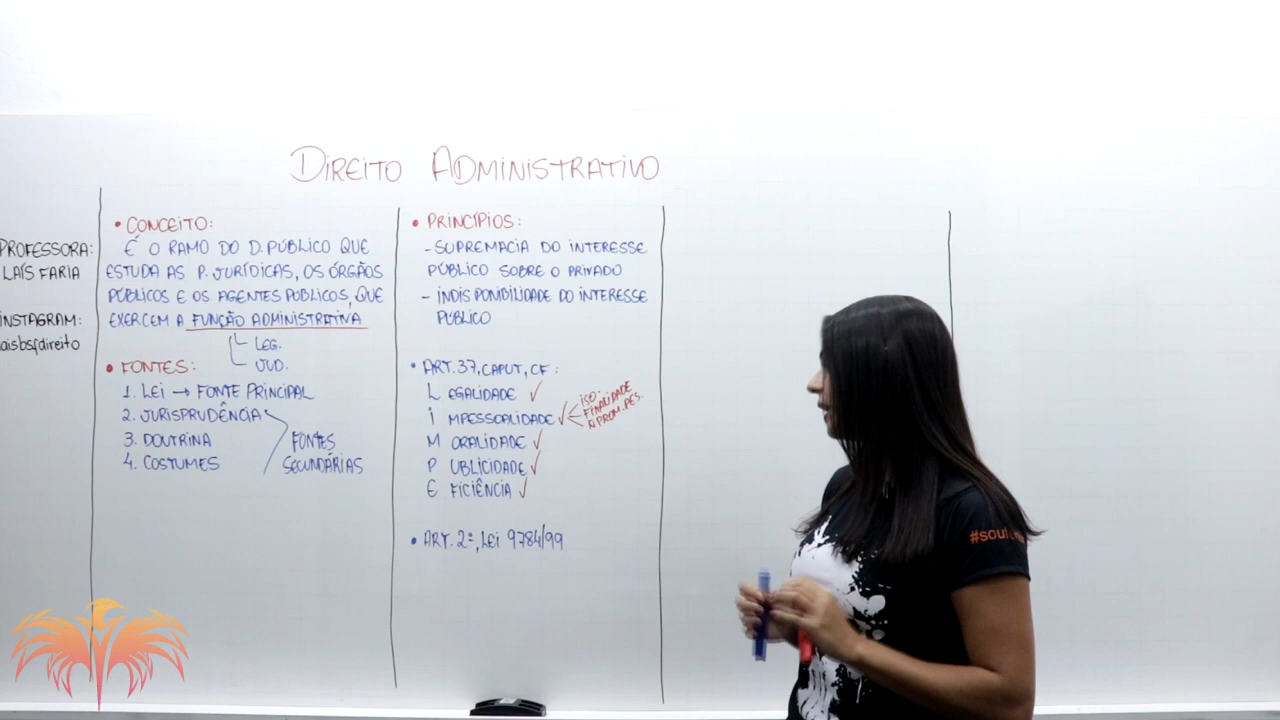 DIREITO ADMINISTRATIVO
PROFESSORA:
LAÍS FARIA
INSTAGRAM:
aisbsfdireito
• CONCEITO:
É O RAMO DO D. PÚBLICO QUE
ESTUDA AS P. JURÍDICAS, OS ÓRGÃOS
PÚBLICOS E OS AGENTES PÚBLICOS, QUE
EXERCEM A FUNÇÃO ADMINISTRATIVA
LEG.
JUD.
• FONTES:
1. LEI → FONTE PRINCIPAL
2. JURISPRUDÊNCIA
3. DOUTRINA
4. COSTUMES
FONTES
SECUNDÁRIAS
• PRINCÍPIOS:
- SUPREMACIA DO INTERESSE
PÚBLICO SOBRE O PRIVADO
- INDISPONIBILIDADE DO INTERESSE
PÚBLICO
• ART. 37, CAPUT, CF:
L EGALIDADE ✓
I MPESSOALIDADE ✓
ISO.
FINALIDADE
Ñ PROM. PES.
M ORALIDADE ✓
P UBLICIDADE ✓
E FICIÊNCIA ✓
• ART. 2º, LEI 9784/99